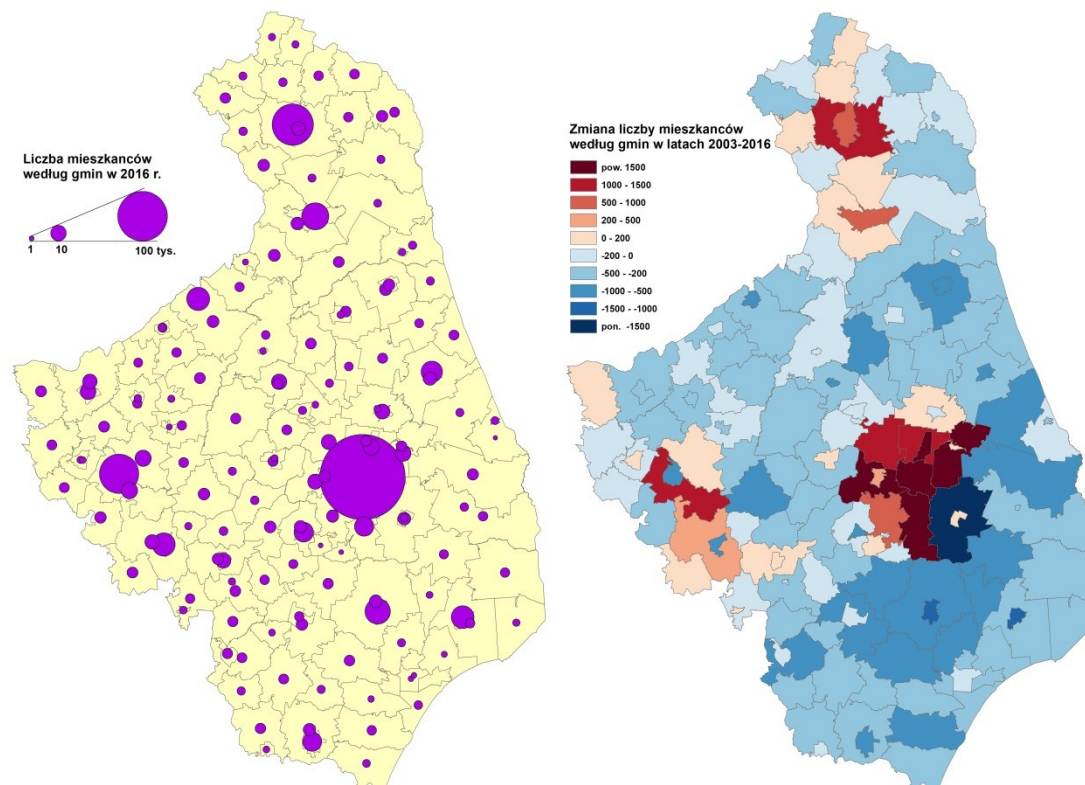 Liczba mieszkanców
według gmin w 2016 r.
1
10
100 tys.
Zmiana liczby mieszkanców
według gmin w latach 2003-2016
pow. 1500
1000 - 1500
500 - 1000
200 - 500
0 - 200
-200 - 0
-500 - -200
-1000 - -500
-1500 - -1000
pon. -1500